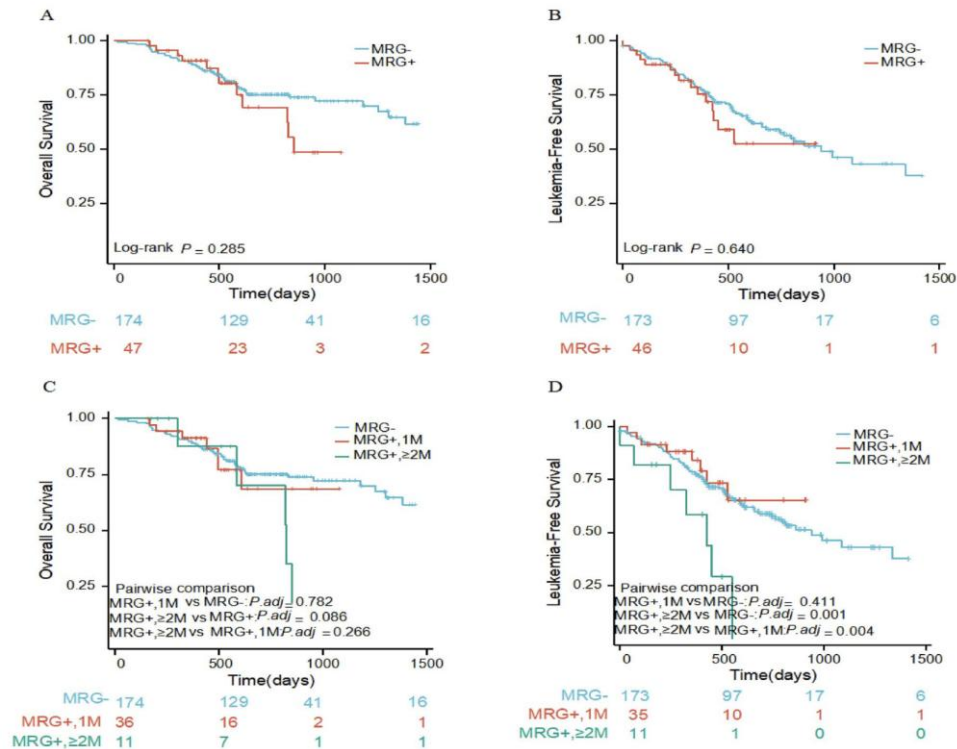 A
Overall Survival
1.00
0.75
0.50
0.25
MRG-
MRG+
Log-rank P = 0.285
0 500 1000 1500
Time(days)
MRG- 174 129 41 16
MRG+ 47 23 3 2
B
Leukemia-Free Survival
1.00
0.75
0.50
0.25
MRG-
MRG+
Log-rank P = 0.640
0 500 1000 1500
Time(days)
MRG- 173 97 17 6
MRG+ 46 10 1 1
C
Overall Survival
1.00
0.75
0.50
0.25
MRG-
MRG+,1M
MRG+,≥2M
Pairwise comparison
MRG+,1M vs MRG-:P.adj= 0.782
MRG+,≥2M vs MRG+:P.adj= 0.086
MRG+,≥2M vs MRG+,1M:P.adj= 0.266
0 500 1000 1500
Time(days)
MRG- 174 129 41 16
MRG+,1M 36 16 2 1
MRG+,≥2M 11 7 1 1
D
Leukemia-Free Survival
1.00
0.75
0.50
0.25
MRG-
MRG+,1M
MRG+,≥2M
Pairwise comparison
MRG+,1M vs MRG-:P.adj= 0.411
MRG+,≥2M vs MRG-:P.adj= 0.001
MRG+,≥2M vs MRG+,1M:P.adj= 0.004
0 500 1000 1500
Time(days)
MRG- 173 97 17 6
MRG+,1M 35 10 1 1
MRG+,≥2M 11 1 0 0